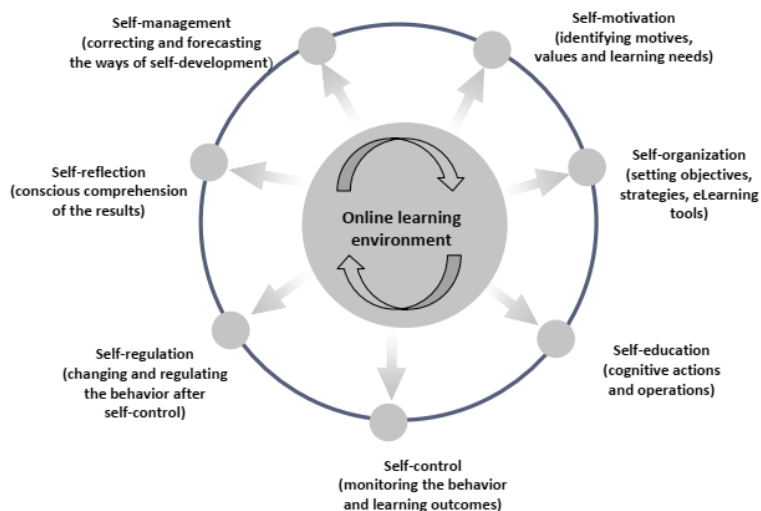 Self-management
(correcting and forecasting
the ways of self-development)
Self-motivation
(identifying motives,
values and learning needs)
Self-reflection
(conscious comprehension
of the results)
Self-organization
(setting objectives,
strategies, eLearning
tools)
Online learning
environment
Self-regulation
(changing and regulating
the behavior after
self-control)
Self-education
(cognitive actions
and operations)
Self-control
(monitoring the behavior
and learning outcomes)